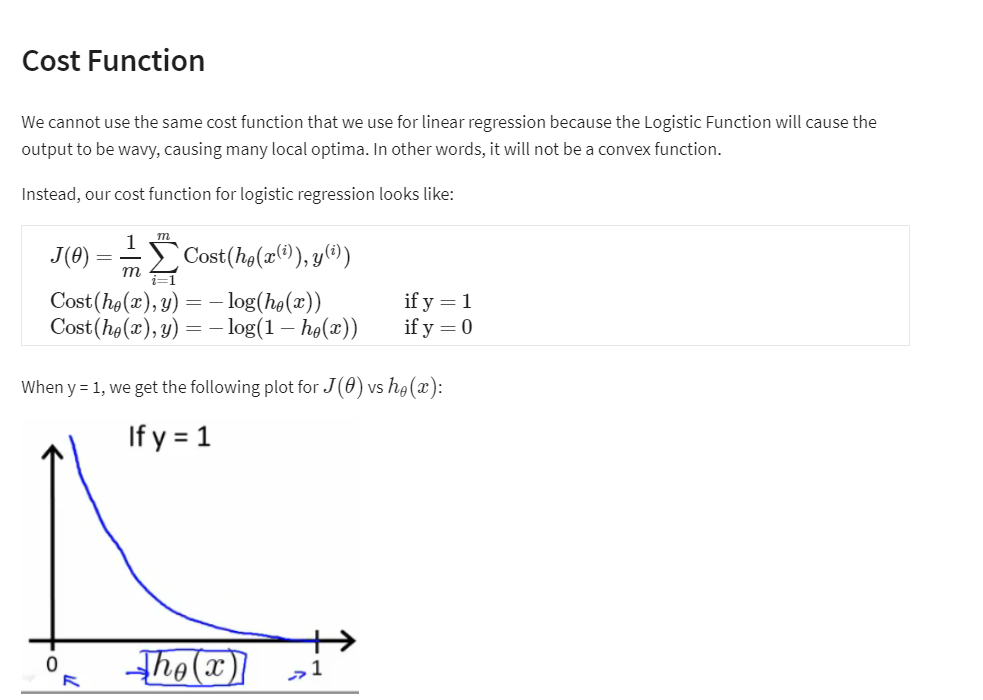 Cost Function
We cannot use the same cost function that we use for linear regression because the Logistic Function will cause the
output to be wavy, causing many local optima. In other words, it will not be a convex function.
Instead, our cost function for logistic regression looks like:
J(θ) = 1/m ∑_{i=1}^{m} Cost(h_θ(x^{(i)}), y^{(i)})
Cost(h_θ(x), y) = − log(h_θ(x)) if y = 1
Cost(h_θ(x), y) = − log(1 − h_θ(x)) if y = 0
When y = 1, we get the following plot for J(θ) vs h_θ(x):
If y = 1
0 h_θ(x) 1